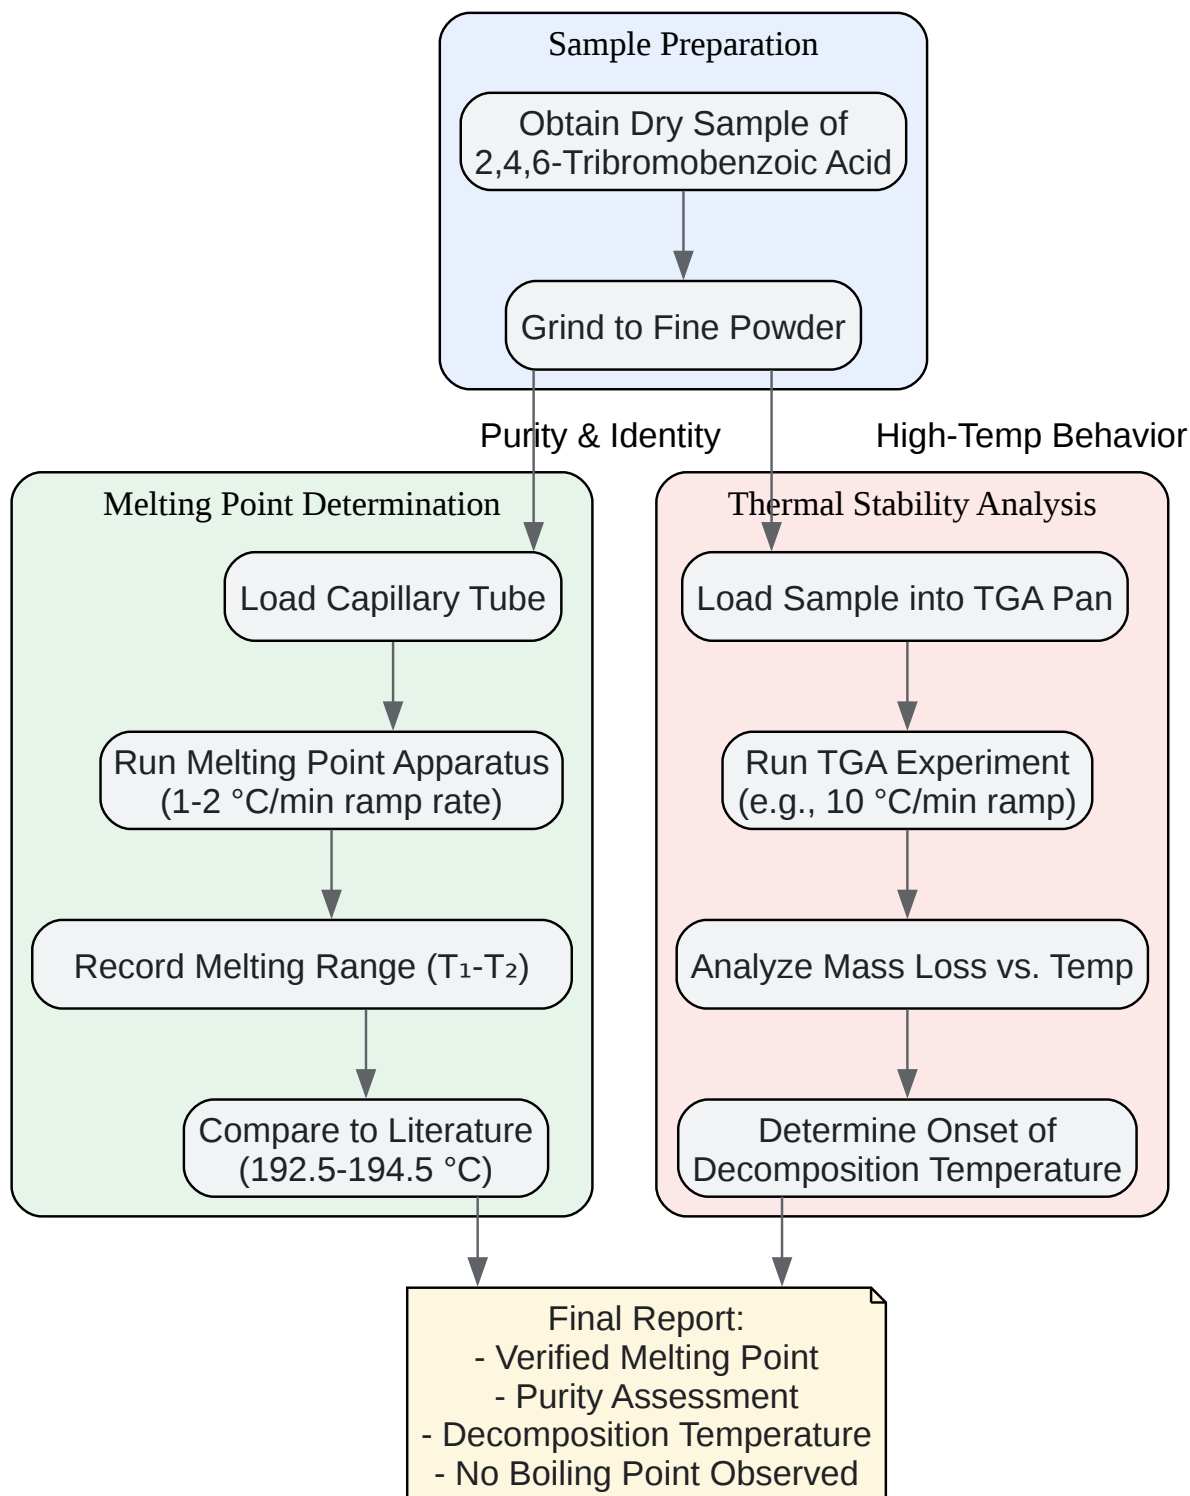 Sample Preparation
Obtain Dry Sample of
2,4,6-Tribromobenzoic Acid
Grind to Fine Powder
Purity & Identity
High-Temp Behavior
Melting Point Determination
Load Capillary Tube
Run Melting Point Apparatus
(1-2 °C/min ramp rate)
Record Melting Range (T₁-T₂)
Compare to Literature
(192.5-194.5 °C)
Thermal Stability Analysis
Load Sample into TGA Pan
Run TGA Experiment
(e.g., 10 °C/min ramp)
Analyze Mass Loss vs. Temp
Determine Onset of
Decomposition Temperature
Final Report:
- Verified Melting Point
- Purity Assessment
- Decomposition Temperature
- No Boiling Point Observed